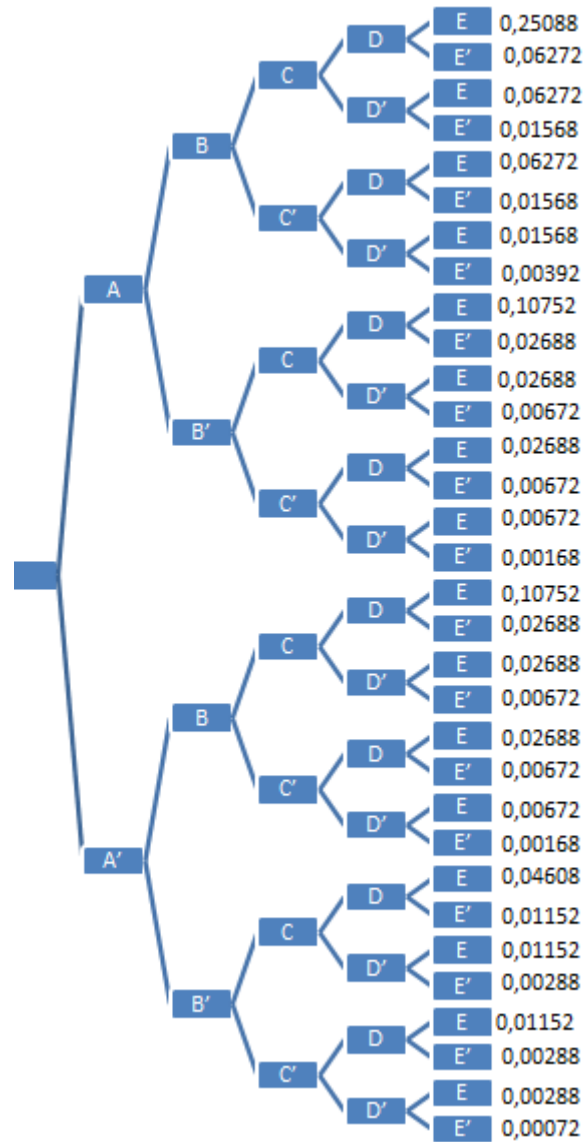 E 0,25088
D
E' 0,06272
C
E 0,06272
D'
E' 0,01568
B
E 0,06272
D
E' 0,01568
C'
E 0,01568
D'
E' 0,00392
A
E 0,10752
D
E' 0,02688
C
E 0,02688
D'
E' 0,00672
B'
E 0,02688
D
E' 0,00672
C'
E 0,00672
D'
E' 0,00168
E 0,10752
D
E' 0,02688
C
E 0,02688
D'
E' 0,00672
B
E 0,02688
D
E' 0,00672
C'
E 0,00672
D'
E' 0,00168
A'
E 0,04608
D
E' 0,01152
C
E 0,01152
D'
E' 0,00288
B'
E 0,01152
D
E' 0,00288
C'
E 0,00288
D'
E' 0,00072